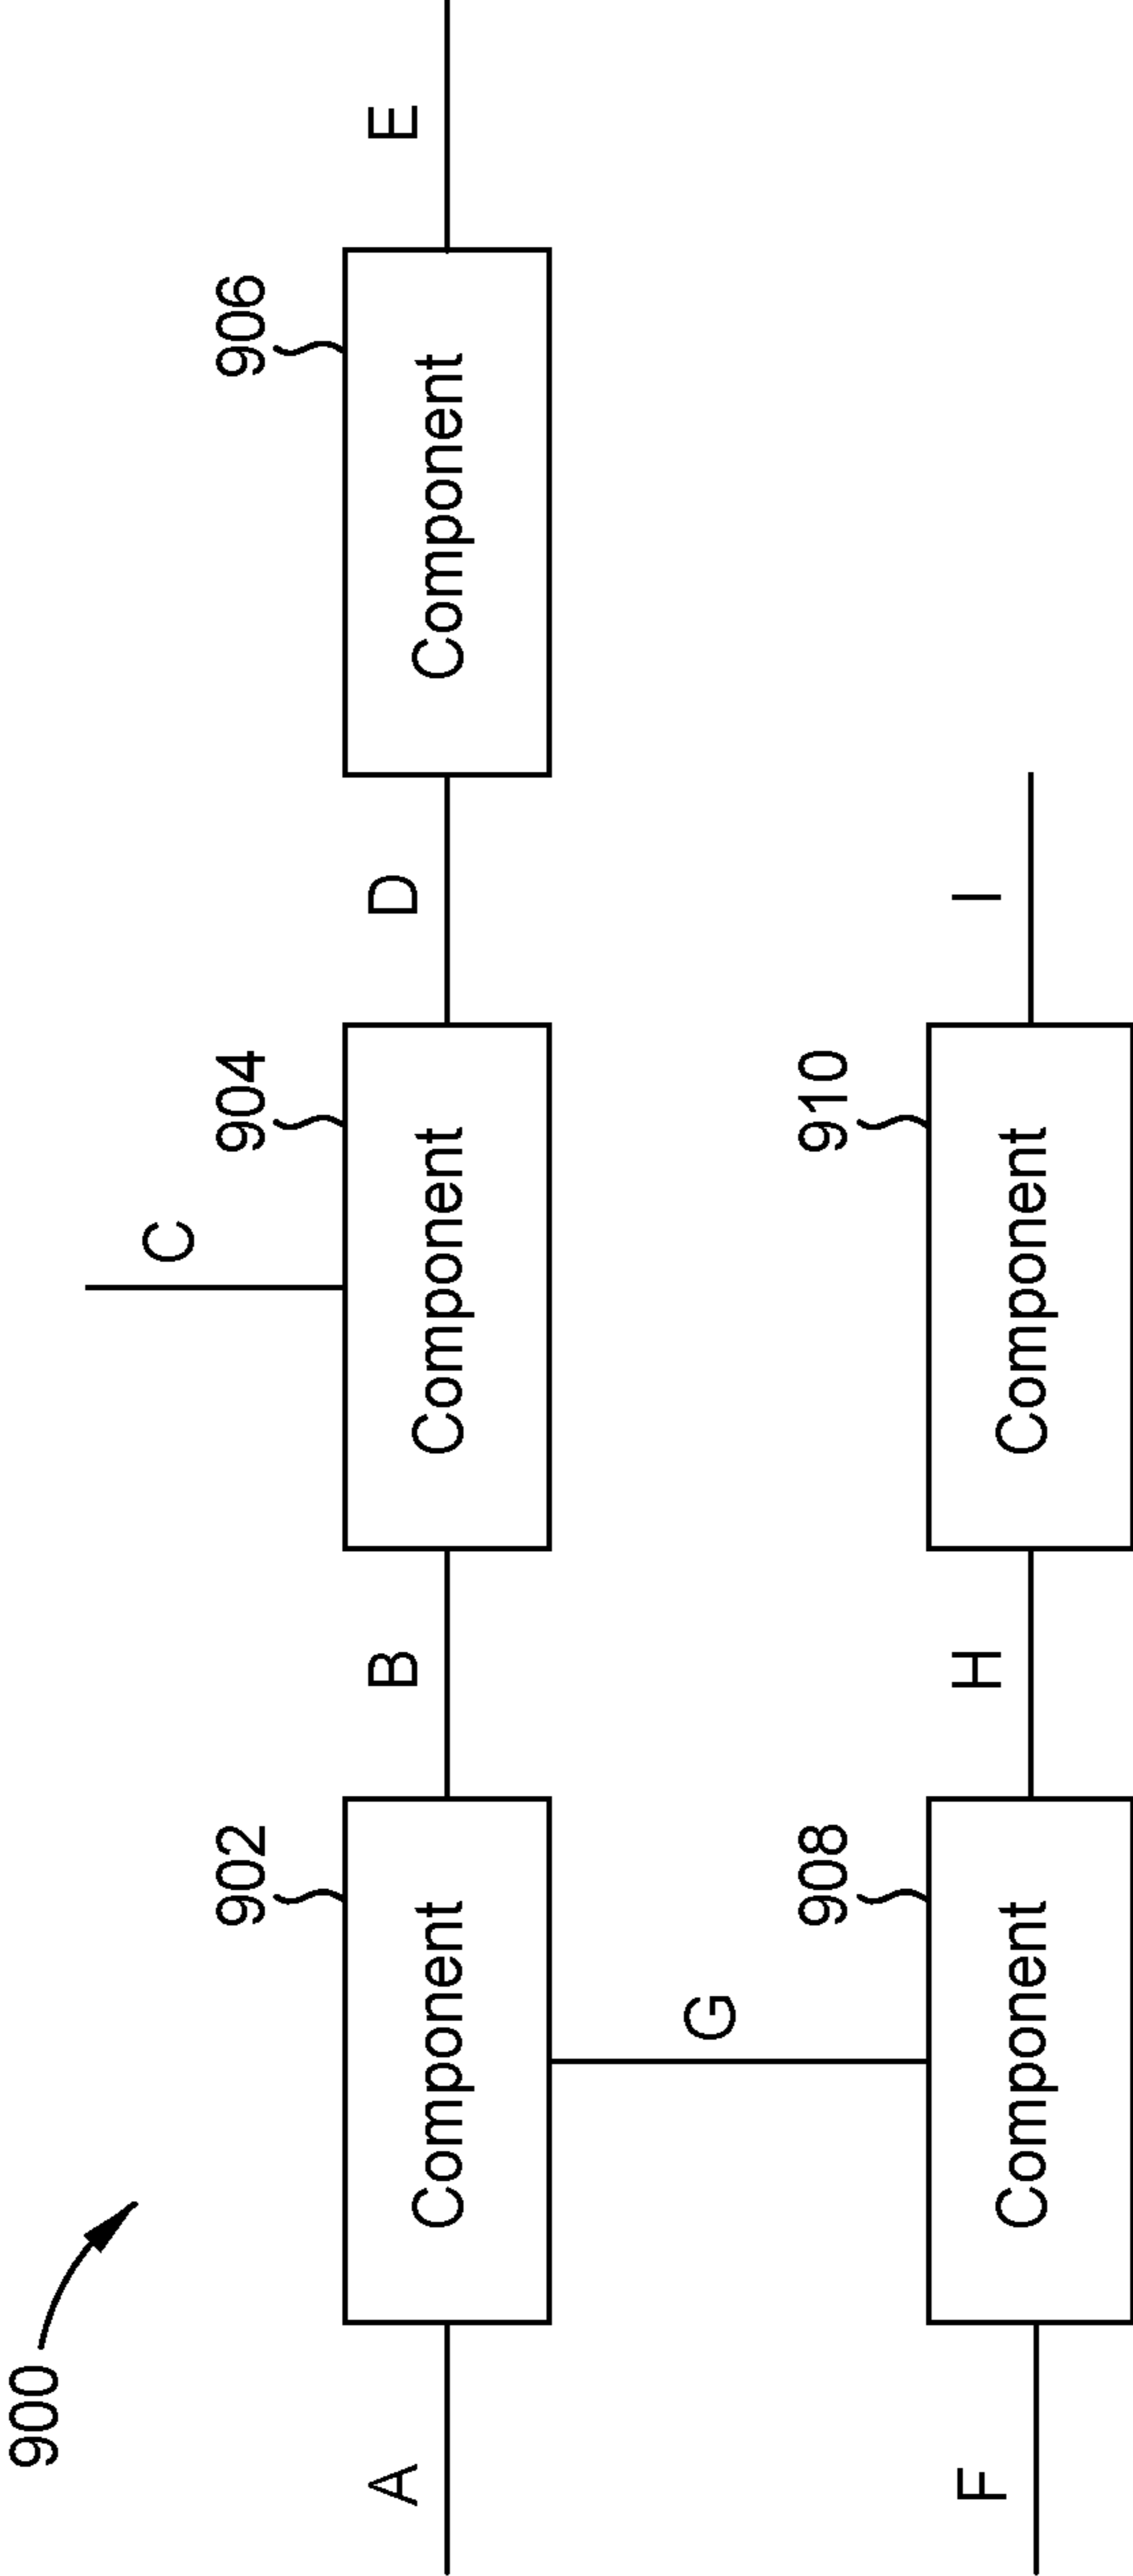 900
C
902
904
906
A
B
D
E
Component
Component
Component
G
908
910
F
H
I
Component
Component